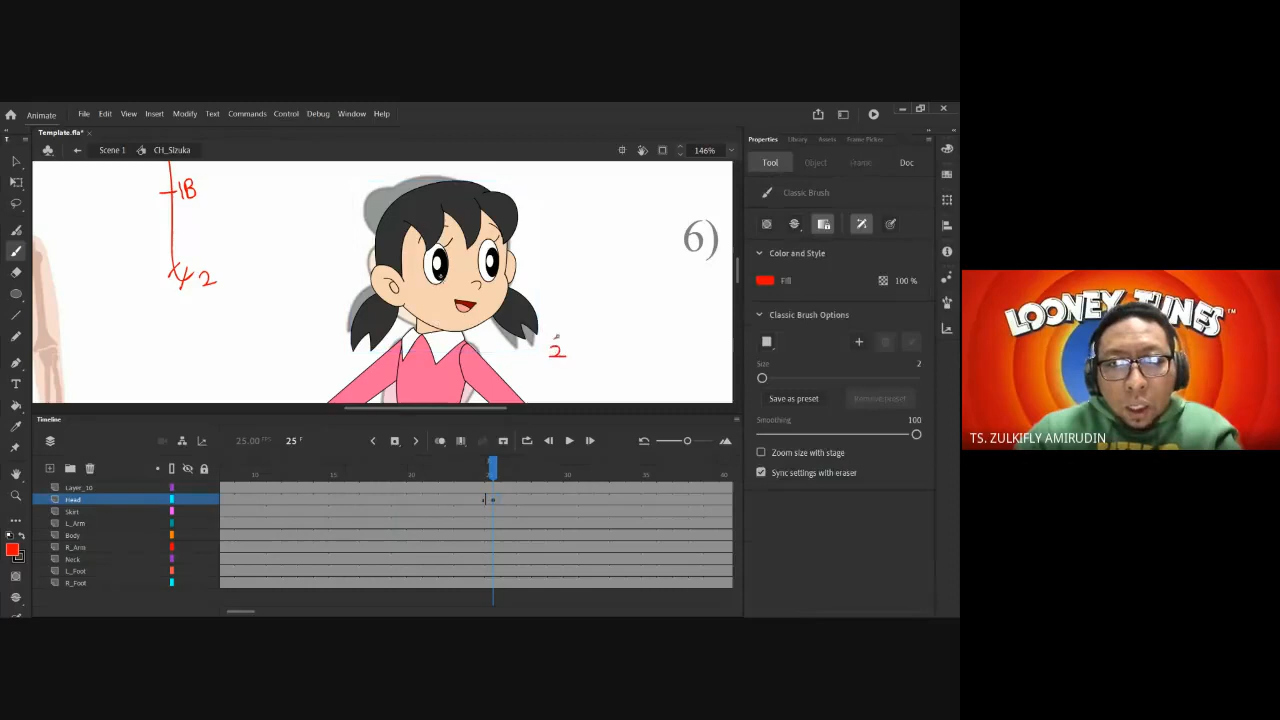 Animate File Edit View Insert Modify Text Commands Control Debug Window Help
Template.fla*
Scene 1 CH_Sizuka 146%
1B
2
6)
2
Timeline
25.00 FPS 25 F
10 15 20 30 35 40
Layer_10
Head
Skirt
L_Arm
Body
R_Arm
Neck
L_Foot
R_Foot
Properties Library Assets Frame Picker
Tool Object Frame Doc
Classic Brush
Color and Style
Fill 100 %
Classic Brush Options
Size 2
Save as preset Remove preset
Smoothing 100
Zoom size with stage
Sync settings with eraser
LOONEY TUNES
TS. ZULKIFLY AMIRUDIN